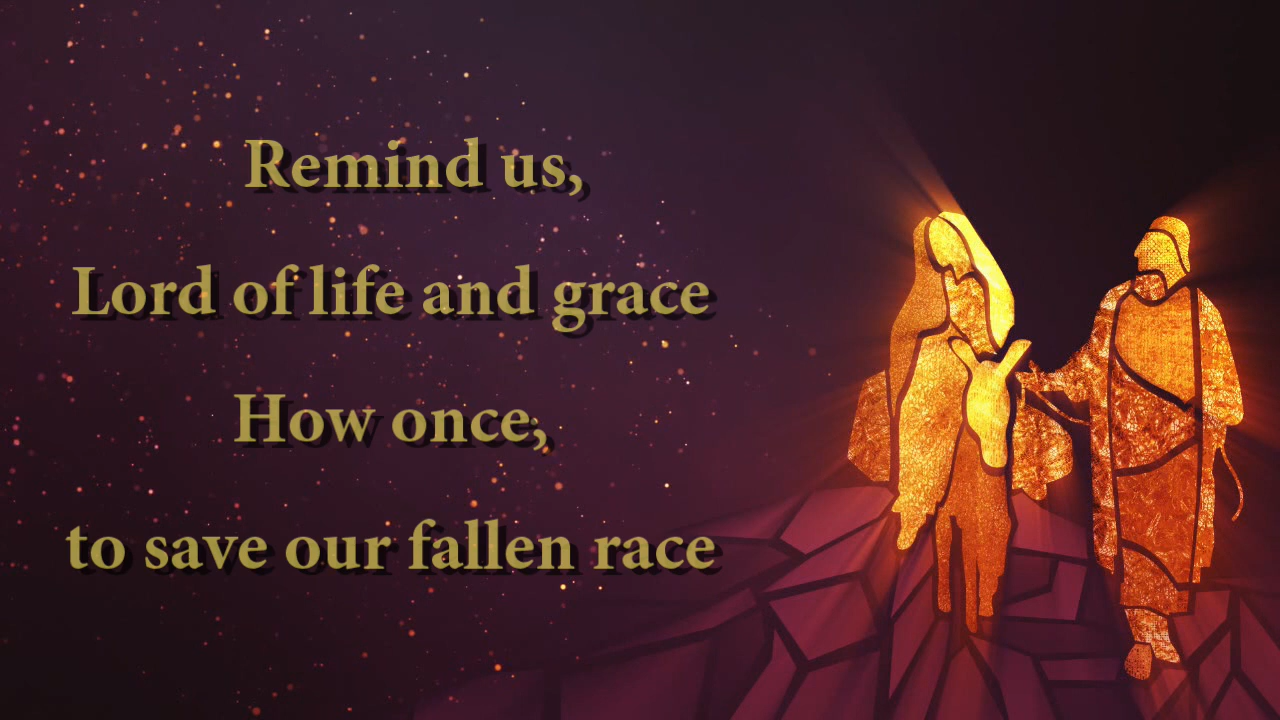 Remind us,
Lord of life and grace
How once,
to save our fallen race